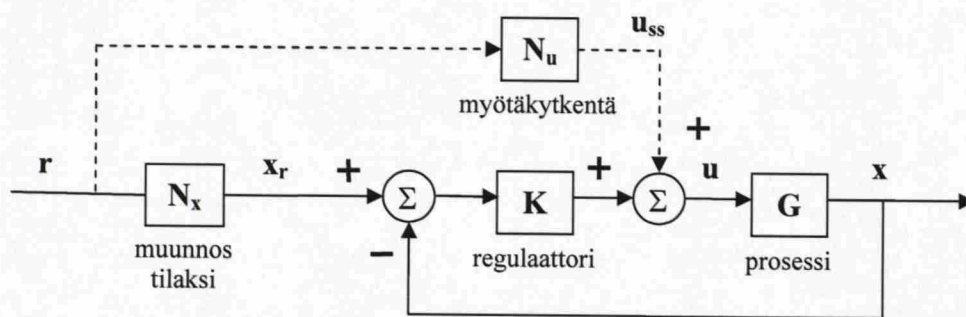 u_ss
N_u
myötäkytkentä
+
r
x_r
+
+
u
x
N_x
Σ
K
Σ
G
muunnos
tilaksi
−
regulaattori
prosessi